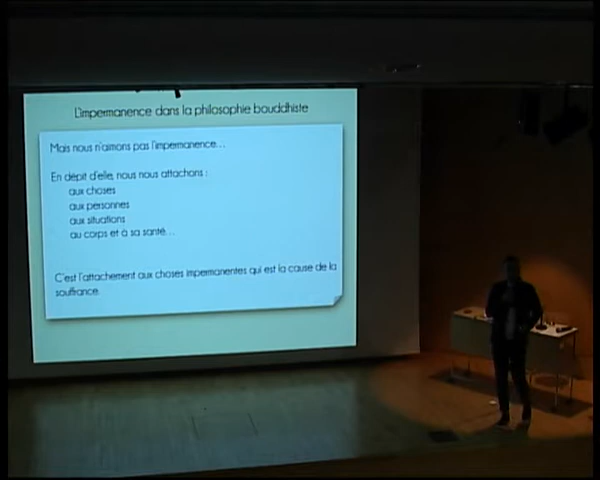 L'impermanence dans la philosophie bouddhiste
Mais nous n'aimons pas l'impermanence...
En dépit d'elle, nous nous attachons :
aux choses
aux personnes
aux situations
au corps et à sa santé...
C'est l'attachement aux choses impermanentes qui est la cause de la
souffrance.